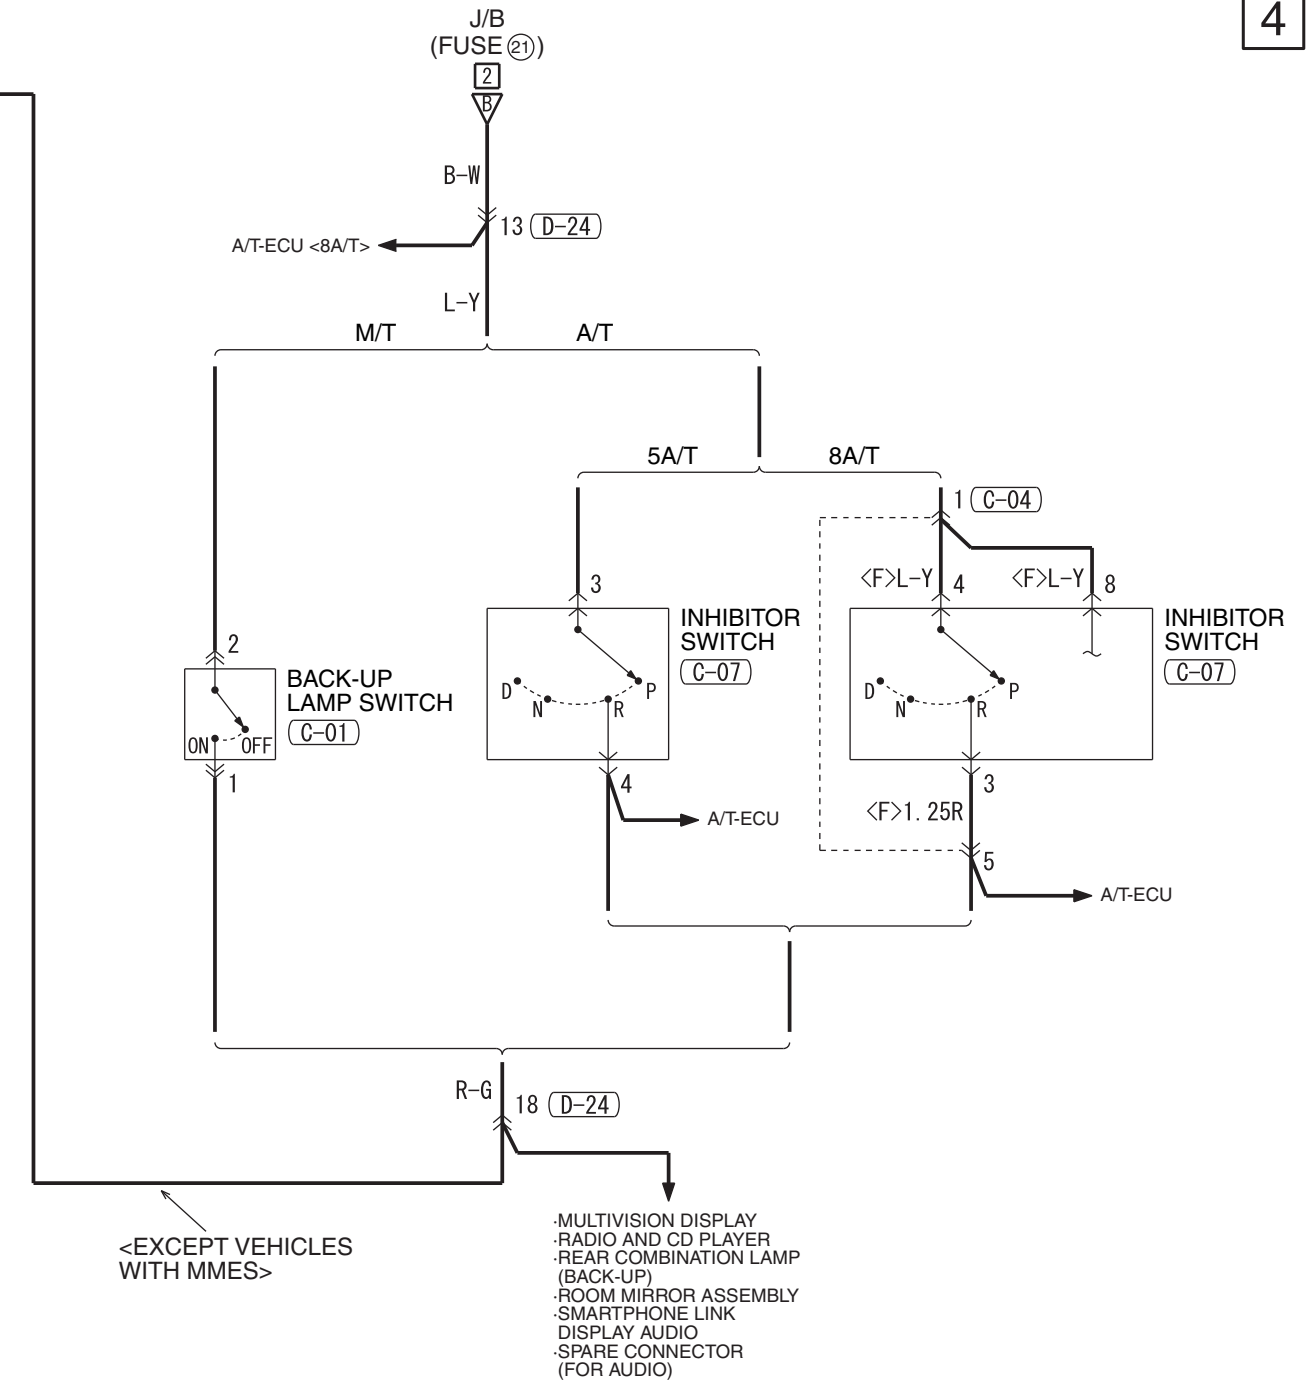 4
J/B
(FUSE ㉑)
2
B
B-W
13 D-24
A/T-ECU <8A/T>
L-Y
M/T A/T
5A/T 8A/T
1 C-04
<F>L-Y 4 <F>L-Y 8
3
INHIBITOR
SWITCH
C-07
D N R P
4
A/T-ECU
INHIBITOR
SWITCH
C-07
D N R P
3
<F>1.25R
5
A/T-ECU
2
BACK-UP
LAMP SWITCH
C-01
ON OFF
1
R-G
18 D-24
<EXCEPT VEHICLES
WITH MMES>
·MULTIVISION DISPLAY
·RADIO AND CD PLAYER
·REAR COMBINATION LAMP
(BACK-UP)
·ROOM MIRROR ASSEMBLY
·SMARTPHONE LINK
DISPLAY AUDIO
·SPARE CONNECTOR
(FOR AUDIO)